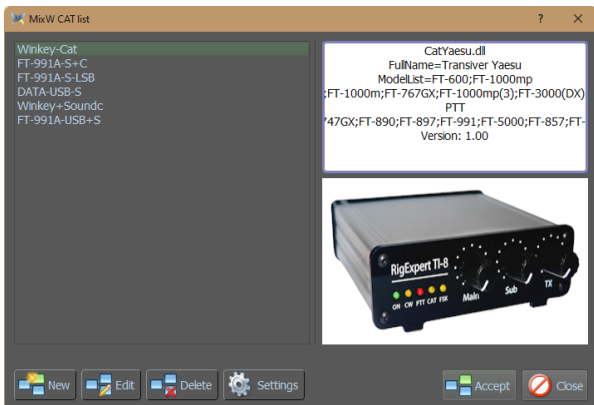 MixW CAT list
Winkey-Cat
FT-991A-S+C
FT-991A-S-LSB
DATA-USB-S
Winkey+Soundc
FT-991A-USB+S
CatYaesu.dll
FullName=Transiver Yaesu
ModelList=FT-600;FT-1000mp
;FT-1000m;FT-767GX;FT-1000mp(3);FT-3000(DX)
PTT
'47GX;FT-890;FT-897;FT-991;FT-5000;FT-857;FT-
Version: 1.00
RigExpert TI-8
ON CW PTT CAT FSK
Main Sub TX
New Edit Delete Settings Accept Close